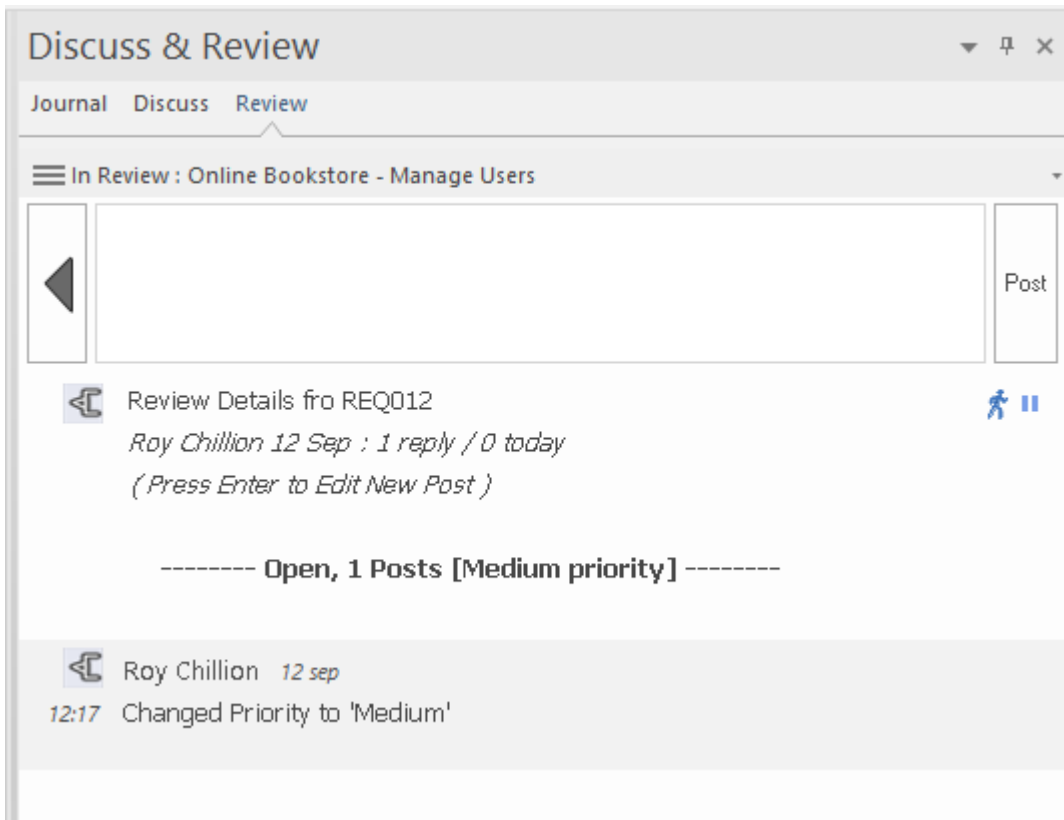 Discuss & Review
Journal Discuss Review
In Review : Online Bookstore - Manage Users
Post
Review Details fro REQ012
Roy Chillion 12 Sep : 1 reply / 0 today
( Press Enter to Edit New Post )
-------- Open, 1 Posts [Medium priority] --------
Roy Chillion 12 sep
12:17 Changed Priority to 'Medium'